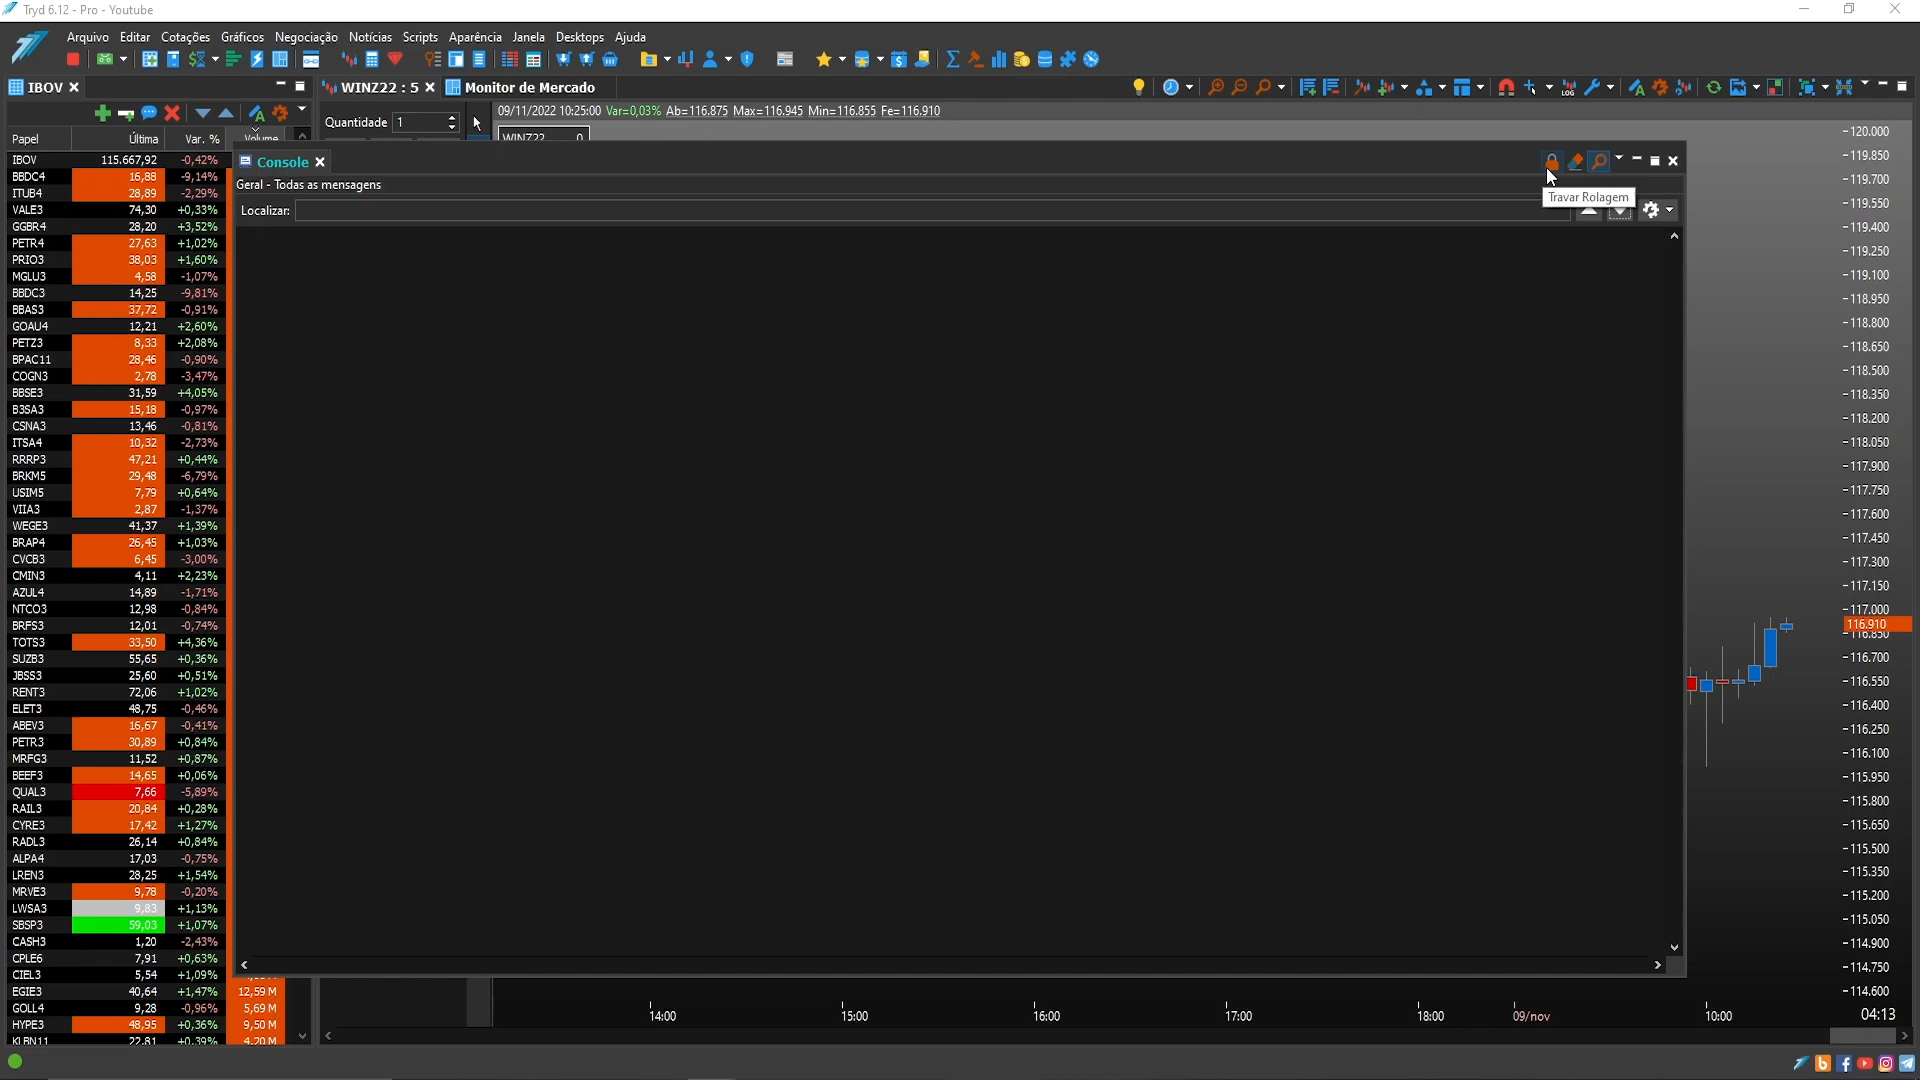 Tryd 6.12 - Pro - Youtube
Arquivo Editar Cotações Gráficos Negociação Notícias Scripts Aparência Janela Desktops Ajuda
IBOV
WINZ22 : 5
Monitor de Mercado
Quantidade 1
09/11/2022 10:25:00 Var=0,03% Ab=116.875 Max=116.945 Min=116.855 Fe=116.910
WINZ22 0
Papel Última Var. % Volume
Console
Geral - Todas as mensagens
Travar Rolagem
Localizar:
IBOV 115.667,92 -0,42%
BBDC4 16,88 -9,14%
ITUB4 28,89 -2,29%
VALE3 74,30 +0,33%
GGBR4 28,20 +3,52%
PETR4 27,63 +1,02%
PRIO3 38,03 +1,60%
MGLU3 4,58 -1,07%
BBDC3 14,25 -9,81%
BBAS3 37,72 -0,91%
GOAU4 12,21 +2,60%
PETZ3 8,33 +2,08%
BPAC11 28,46 -0,90%
COGN3 2,78 -3,47%
BBSE3 31,59 +4,05%
B3SA3 15,18 -0,97%
CSNA3 13,46 -0,81%
ITSA4 10,32 -2,73%
RRRP3 47,21 +0,44%
BRKM5 29,48 -6,79%
USIM5 7,79 +0,64%
VIIA3 2,87 -1,37%
WEGE3 41,37 +1,39%
BRAP4 26,45 +1,03%
CVCB3 6,45 -3,00%
CMIN3 4,11 +2,23%
AZUL4 14,89 -1,71%
NTCO3 12,98 -0,84%
BRFS3 12,01 -0,74%
TOTS3 33,50 +4,36%
SUZB3 55,65 +0,36%
JBSS3 25,60 +0,51%
RENT3 72,06 +1,02%
ELET3 48,75 -0,46%
ABEV3 16,67 -0,41%
PETR3 30,89 +0,84%
MRFG3 11,52 +0,87%
BEEF3 14,65 +0,06%
QUAL3 7,66 -5,89%
RAIL3 20,84 +0,28%
CYRE3 17,42 +1,27%
RADL3 26,14 +0,84%
ALPA4 17,03 -0,75%
LREN3 28,25 +1,54%
MRVE3 9,78 -0,20%
LWSA3 9,83 +1,13%
SBSP3 59,03 +1,07%
CASH3 1,20 -2,43%
CPLE6 7,91 +0,63%
CIEL3 5,54 +1,09%
EGIE3 40,64 +1,47% 12,59 M
GOLL4 9,28 -0,96% 5,69 M
HYPE3 48,95 +0,36% 9,50 M
KLBN11 22,81 +0,39% 4,20 M
120.000
119.850
119.700
119.550
119.400
119.250
119.100
118.950
118.800
118.650
118.500
118.350
118.200
118.050
117.900
117.750
117.600
117.450
117.300
117.150
117.000
116.910
116.850
116.700
116.550
116.400
116.250
116.100
115.950
115.800
115.650
115.500
115.350
115.200
115.050
114.900
114.750
114.600
14:00 15:00 16:00 17:00 18:00 09/nov 10:00 04:13